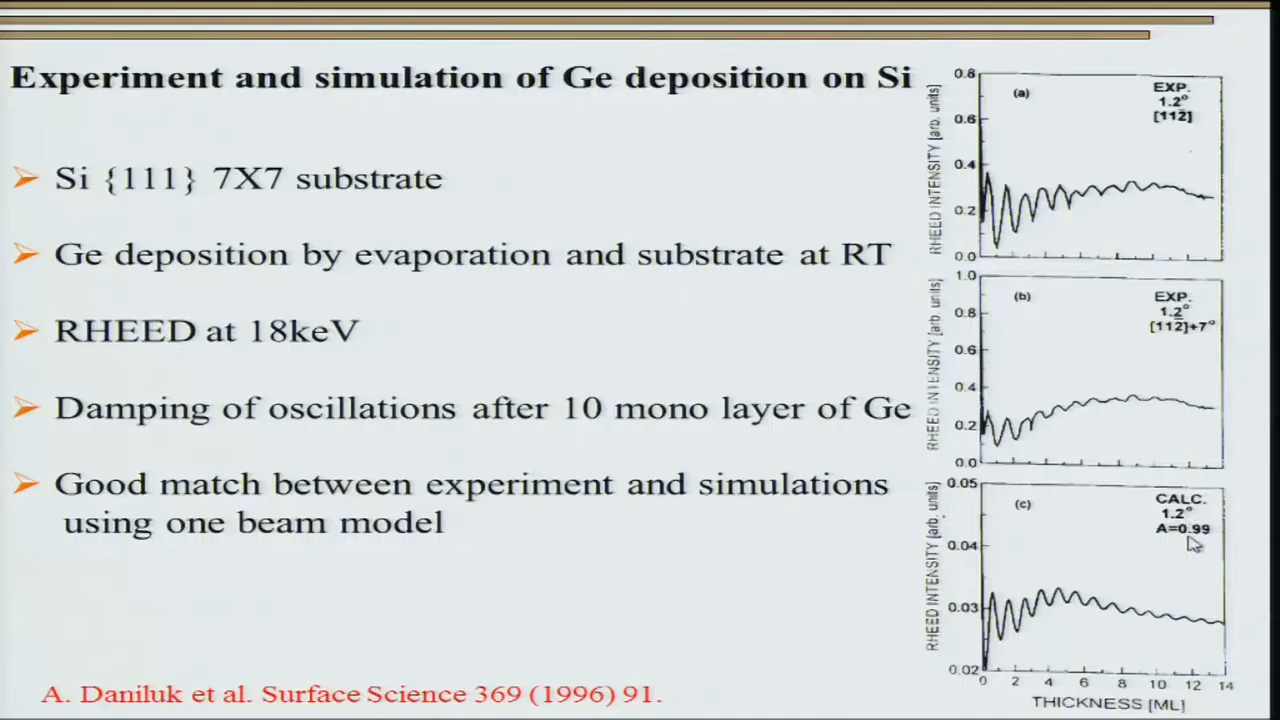 Experiment and simulation of Ge deposition on Si
Si {111} 7X7 substrate
Ge deposition by evaporation and substrate at RT
RHEED at 18keV
Damping of oscillations after 10 mono layer of Ge
Good match between experiment and simulations
using one beam model
A. Daniluk et al. Surface Science 369 (1996) 91.
RHEED INTENSITY [arb. units]
0.8
0.6
0.4
0.2
0.0
(a)
EXP.
1.2°
[112̄]
RHEED INTENSITY [arb. units]
1.0
0.8
0.6
0.4
0.2
0.0
(b)
EXP.
1.2°
[112̄]+7°
RHEED INTENSITY [arb. units]
0.05
0.04
0.03
0.02
(c)
CALC.
1.2°
A=0.99
0 2 4 6 8 10 12 14
THICKNESS [ML]